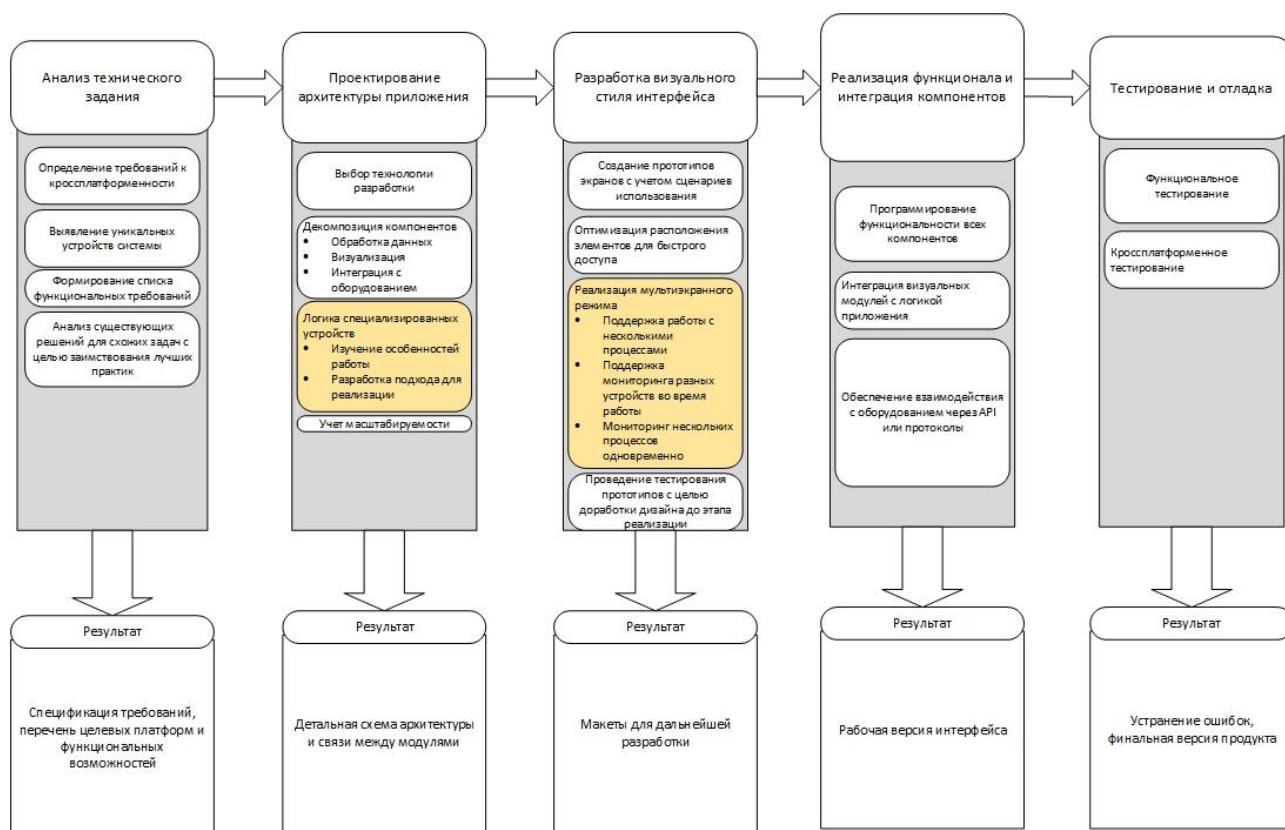 Анализ технического
задания
Определение требований к
кроссплатформенности
Выявление уникальных
устройств системы
Формирование списка
функциональных требований
Анализ существующих
решений для схожих задач с
целью заимствования лучших
практик
Результат
Спецификация требований,
перечень целевых платформ и
функциональных
возможностей
Проектирование
архитектуры приложения
Выбор технологии
разработки
Декомпозиция компонентов
• Обработка данных
• Визуализация
• Интеграция с
оборудованием
Логика специализированных
устройств
• Изучение особенностей
работы
• Разработка подхода для
реализации
Учет масштабируемости
Результат
Детальная схема архитектуры
и связи между модулями
Разработка визуального
стиля интерфейса
Создание прототипов
экранов с учетом сценариев
использования
Оптимизация расположения
элементов для быстрого
доступа
Реализация мультиэкранного
режима
• Поддержка работы с
несколькими
процессами
• Поддержка
мониторинга разных
устройств во время
работы
• Мониторинг нескольких
процессов
одновременно
Проведение тестирования
прототипов с целью
доработки дизайна до этапа
реализации
Результат
Макеты для дальнейшей
разработки
Реализация функционала и
интеграция компонентов
Программирование
функциональности всех
компонентов
Интеграция визуальных
модулей с логикой
приложения
Обеспечение взаимодействия
с оборудованием через API
или протоколы
Результат
Рабочая версия интерфейса
Тестирование и отладка
Функциональное
тестирование
Кроссплатформенное
тестирование
Результат
Устранение ошибок,
финальная версия продукта